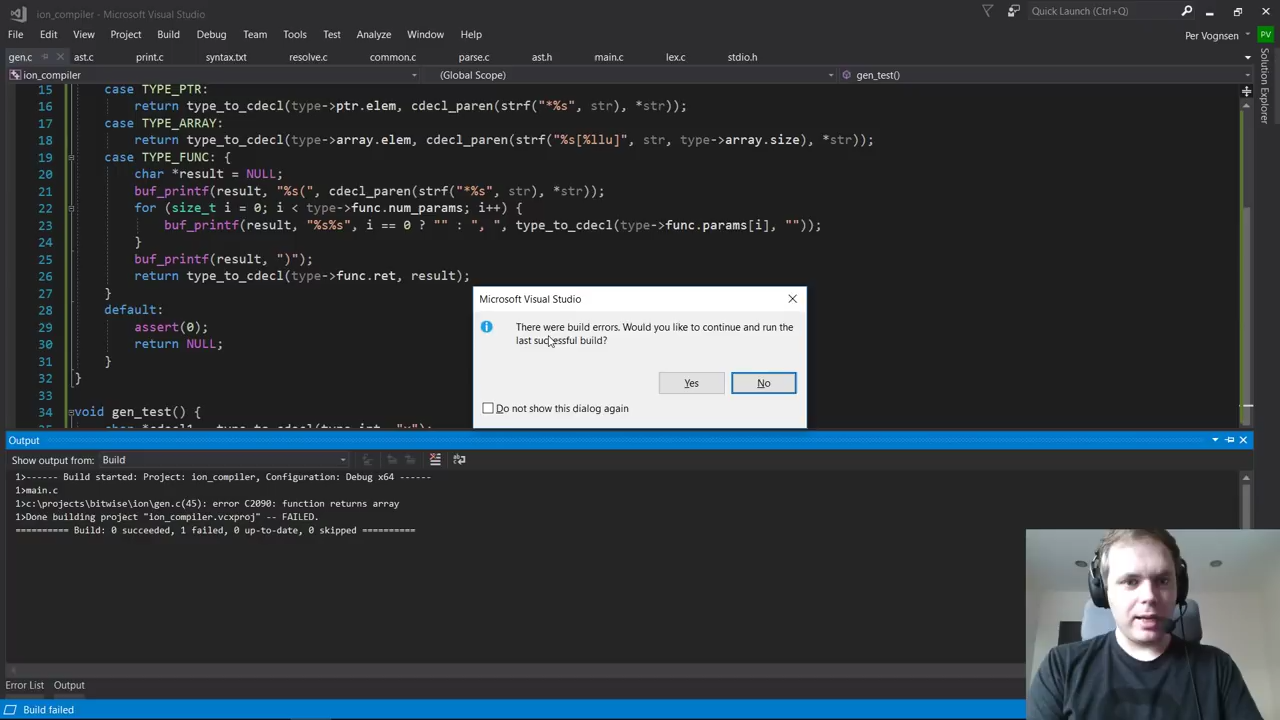 ion_compiler - Microsoft Visual Studio
Quick Launch (Ctrl+Q)
File Edit View Project Build Debug Team Tools Test Analyze Window Help
Per Vognsen PV
gen.c ast.c print.c syntax.txt resolve.c common.c parse.c ast.h main.c lex.c stdio.h
ion_compiler (Global Scope) gen_test()
Solution Explorer
15 case TYPE_PTR:
16 return type_to_cdecl(type->ptr.elem, cdecl_paren(strf("*%s", str), *str));
17 case TYPE_ARRAY:
18 return type_to_cdecl(type->array.elem, cdecl_paren(strf("%s[%llu]", str, type->array.size), *str));
19 case TYPE_FUNC: {
20 char *result = NULL;
21 buf_printf(result, "%s(", cdecl_paren(strf("*%s", str), *str));
22 for (size_t i = 0; i < type->func.num_params; i++) {
23 buf_printf(result, "%s%s", i == 0 ? "" : ", ", type_to_cdecl(type->func.params[i], ""));
24 }
25 buf_printf(result, ")");
26 return type_to_cdecl(type->func.ret, result);
27 }
28 default:
29 assert(0);
30 return NULL;
31 }
32 }
33
34 void gen_test() {
Microsoft Visual Studio
There were build errors. Would you like to continue and run the
last successful build?
Yes No
Do not show this dialog again
Output
Show output from: Build
1>------ Build started: Project: ion_compiler, Configuration: Debug x64 ------
1>main.c
1>c:\projects\bitwise\ion\gen.c(45): error C2090: function returns array
1>Done building project "ion_compiler.vcxproj" -- FAILED.
========== Build: 0 succeeded, 1 failed, 0 up-to-date, 0 skipped ==========
Error List Output
Build failed